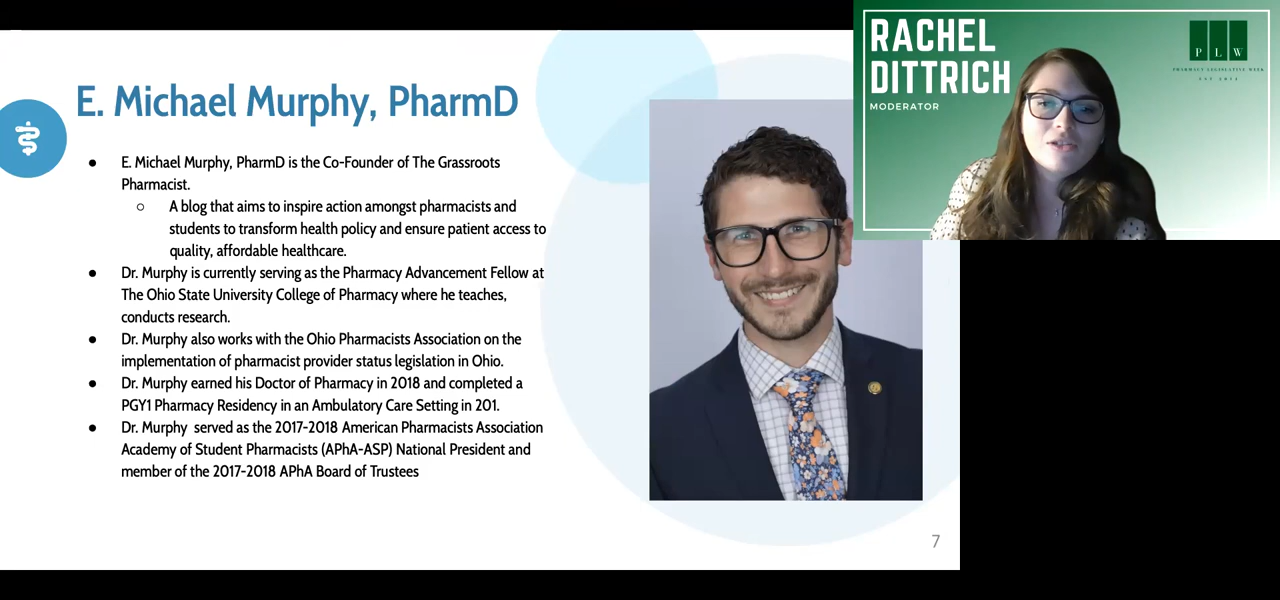 E. Michael Murphy, PharmD
● E. Michael Murphy, PharmD is the Co-Founder of The Grassroots
Pharmacist.
○ A blog that aims to inspire action amongst pharmacists and
students to transform health policy and ensure patient access to
quality, affordable healthcare.
● Dr. Murphy is currently serving as the Pharmacy Advancement Fellow at
The Ohio State University College of Pharmacy where he teaches,
conducts research.
● Dr. Murphy also works with the Ohio Pharmacists Association on the
implementation of pharmacist provider status legislation in Ohio.
● Dr. Murphy earned his Doctor of Pharmacy in 2018 and completed a
PGY1 Pharmacy Residency in an Ambulatory Care Setting in 201.
● Dr. Murphy served as the 2017-2018 American Pharmacists Association
Academy of Student Pharmacists (APhA-ASP) National President and
member of the 2017-2018 APhA Board of Trustees
7
RACHEL
DITTRICH
MODERATOR
P L W
PHARMACY LEGISLATIVE WEEK